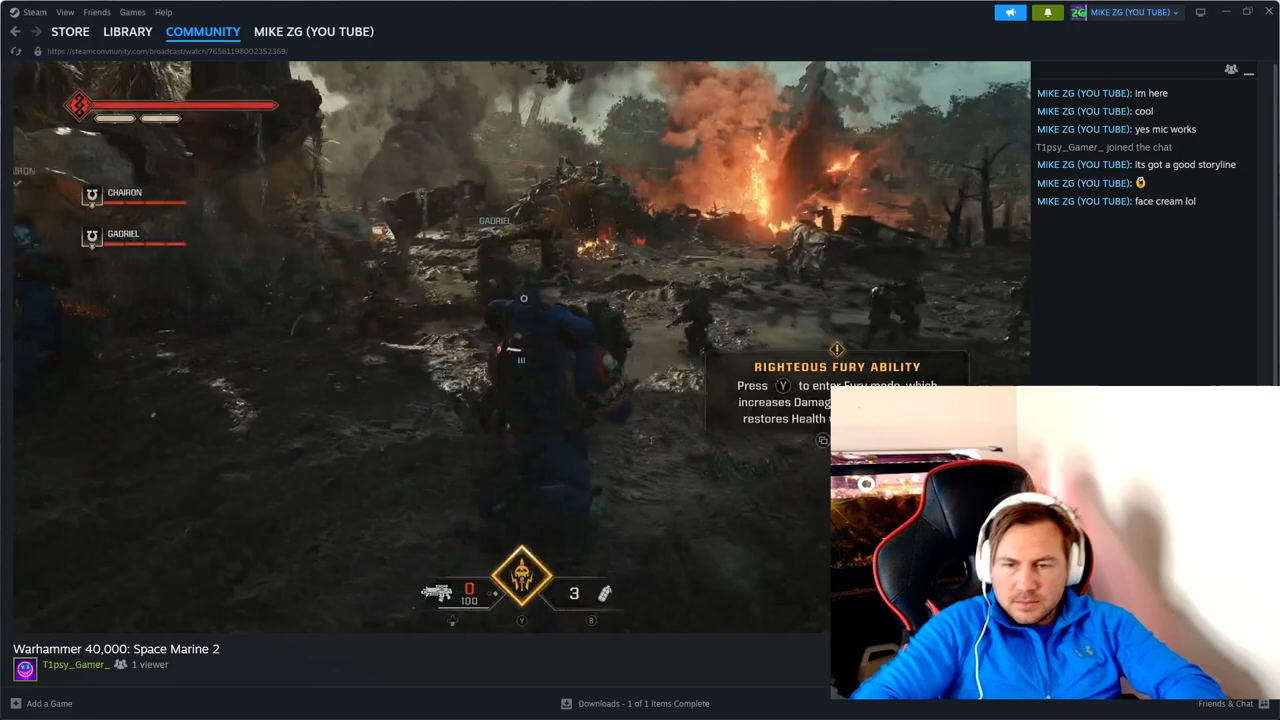 Steam View Friends Games Help
MIKE ZG (YOU TUBE)
STORE LIBRARY COMMUNITY MIKE ZG (YOU TUBE)
https://steamcommunity.com/broadcast/watch/76561198002352369/
MIKE ZG (YOU TUBE): Im here
MIKE ZG (YOU TUBE): cool
MIKE ZG (YOU TUBE): yes mic works
T1psy_Gamer_ joined the chat
MIKE ZG (YOU TUBE): its got a good storyline
MIKE ZG (YOU TUBE):
MIKE ZG (YOU TUBE): face cream lol
CHAIRON
GADRIEL
GADRIEL
RIGHTEOUS FURY ABILITY
Press Y to enter Fury mode, which
increases Damag
restores Health
0
100
3
Y
B
Warhammer 40,000: Space Marine 2
T1psy_Gamer_ 1 viewer
Add a Game
Downloads - 1 of 1 Items Complete
Friends & Chat